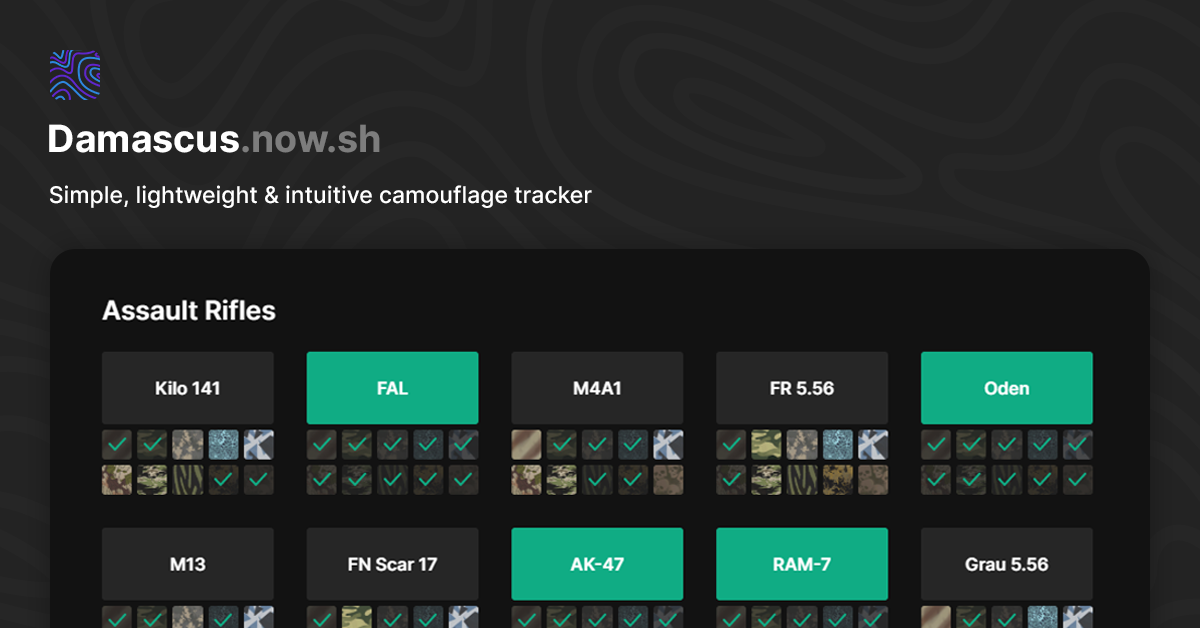 Damascus.now.sh
Simple, lightweight & intuitive camouflage tracker
Assault Rifles
Kilo 141 FAL M4A1 FR 5.56 Oden
M13 FN Scar 17 AK-47 RAM-7 Grau 5.56